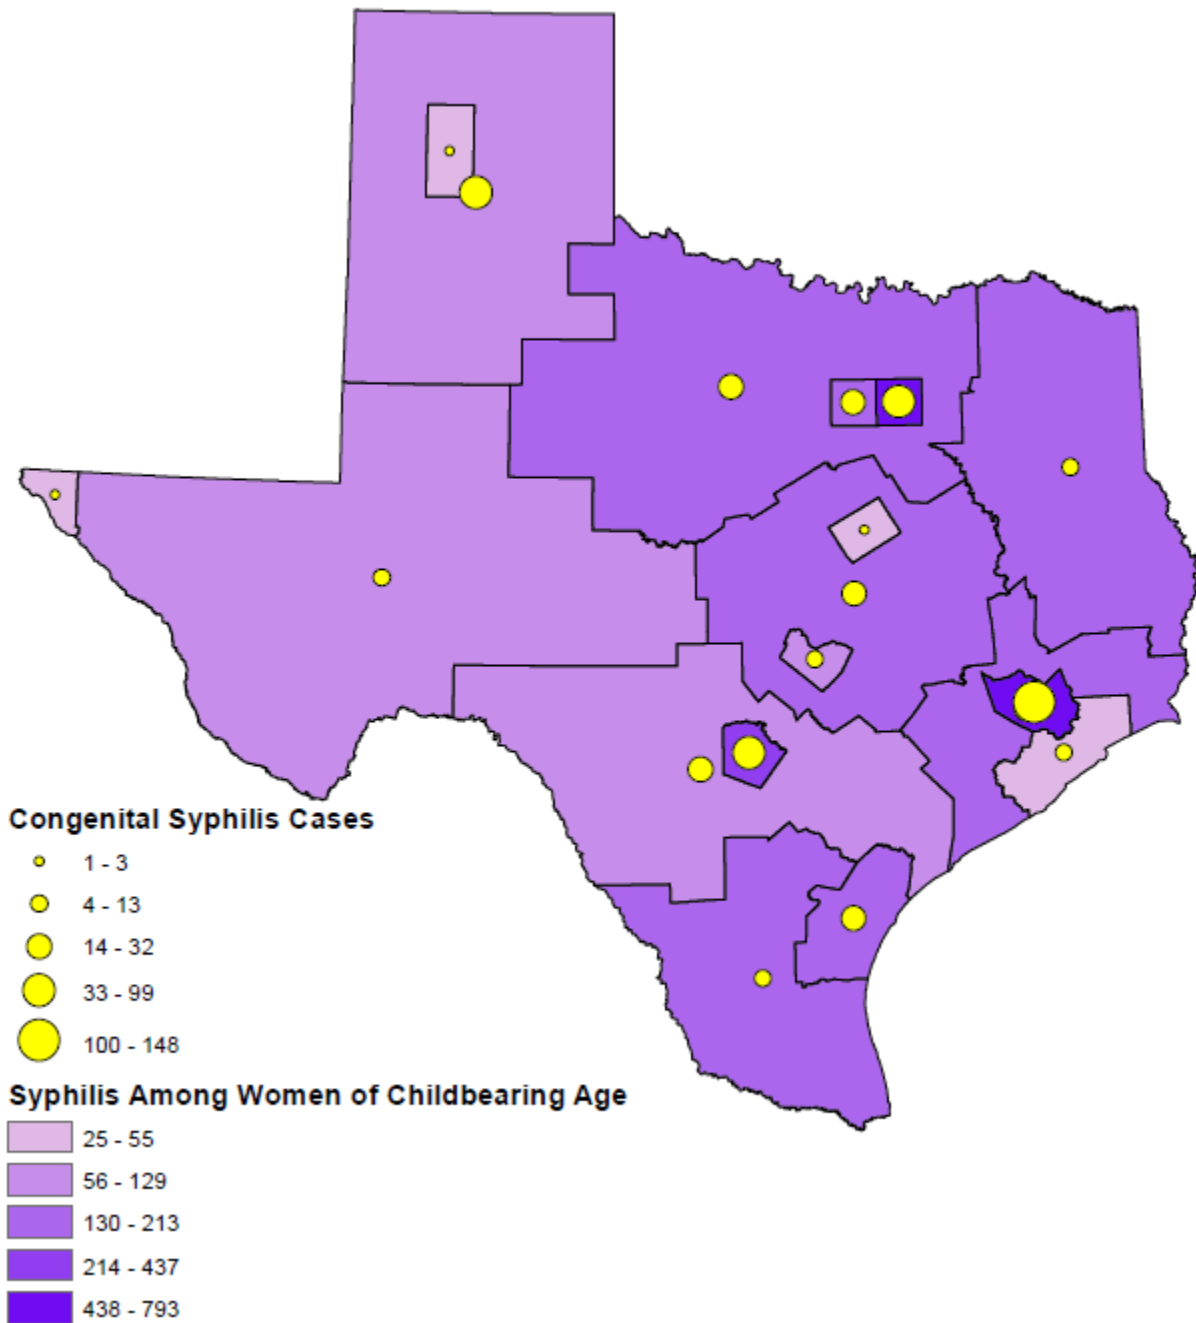 Congenital Syphilis Cases
1 - 3
4 - 13
14 - 32
33 - 99
100 - 148
Syphilis Among Women of Childbearing Age
25 - 55
56 - 129
130 - 213
214 - 437
438 - 793